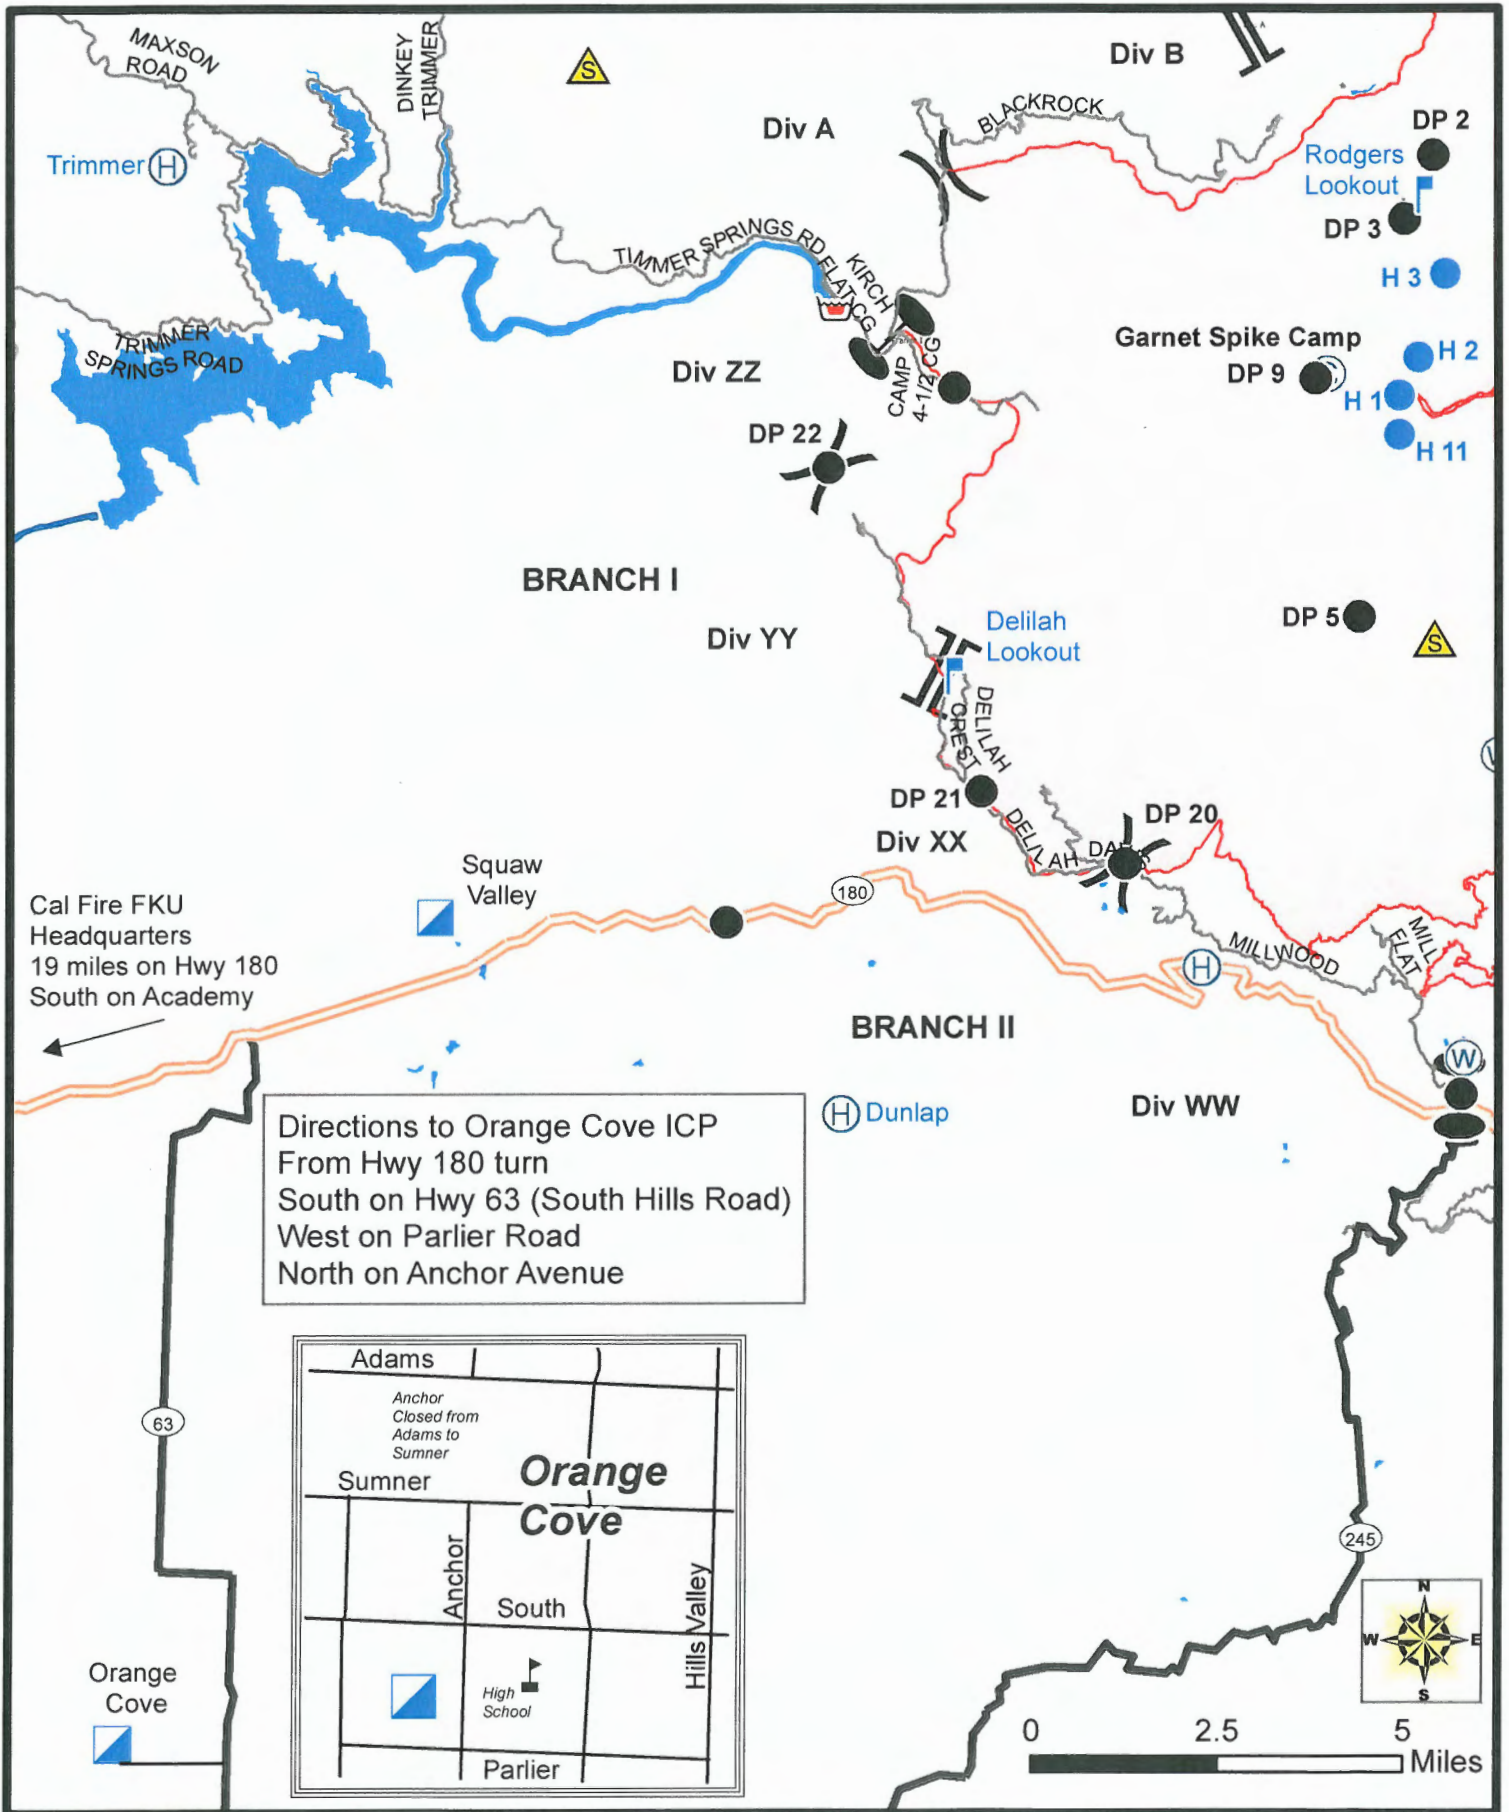 MAXSON
ROAD
DINKEY
TRIMMER
S
Div B
Div A
BLACKROCK
DP 2
Trimmer H
Rodgers
Lookout
DP 3
TIMMER SPRINGS RD
KIRCH
FLAT CG
H 3
TRIMMER
SPRINGS ROAD
Garnet Spike Camp
H 2
Div ZZ
CAMP
4-1/2 CG
DP 9
H 1
DP 22
H 11
BRANCH I
Delilah
Lookout
DP 5
S
Div YY
DELILAH
CREST
DP 21
DP 20
DELILAH
Div XX
Squaw
Valley
180
Cal Fire FKU
Headquarters
19 miles on Hwy 180
South on Academy
MILLWOOD
MILL
FLAT
H
BRANCH II
W
H Dunlap
Div WW
Directions to Orange Cove ICP
From Hwy 180 turn
South on Hwy 63 (South Hills Road)
West on Parlier Road
North on Anchor Avenue
Adams
Anchor
Closed from
Adams to
Sumner
63
Orange
Cove
Sumner
Anchor
South
Hills Valley
High
School
Parlier
245
N
W
E
S
Orange
Cove
0 2.5 5
Miles